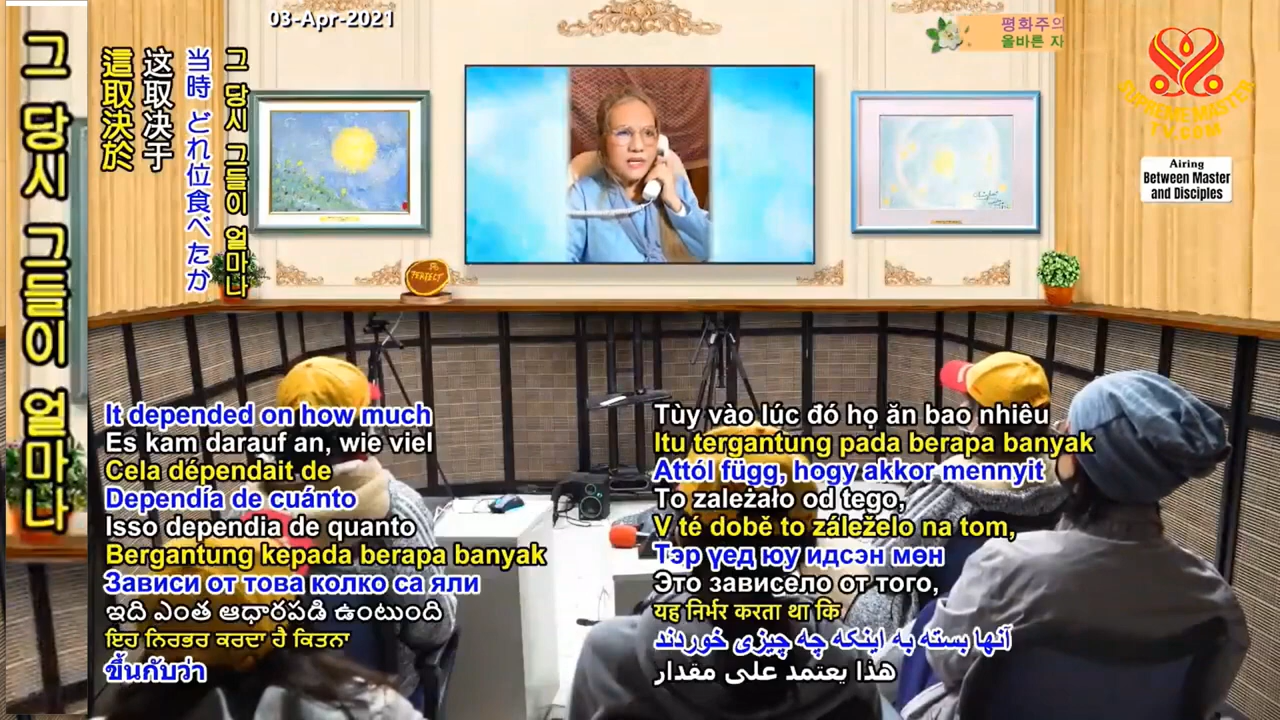 03-Apr-2021
평화주의
올바른 자
SUPREME MASTER
TV.COM
Airing
Between Master
and Disciples
그 당시 그들이 얼마나
그 당시 그들이 얼마나
当時 どれ位食べたか
这取决于
這取決於
PERFECT
It depended on how much
Es kam darauf an, wie viel
Cela dépendait de
Dependía de cuánto
Isso dependia de quanto
Bergantung kepada berapa banyak
Зависи от това колко са яли
ఇది ఎంత ఆధారపడి ఉంటుంది
ਇਹ ਨਿਰਭਰ ਕਰਦਾ ਹੈ ਕਿਤਨਾ
ขึ้นกับว่า
Tùy vào lúc đó họ ăn bao nhiêu
Itu tergantung pada berapa banyak
Attól függ, hogy akkor mennyit
To zależało od tego,
V té době to záleželo na tom,
Тэр үед юу идсэн мөн
Это зависело от того,
यह निर्भर करता था कि
آنها بسته به اینکه چه چیزی خوردند
هذا يعتمد على مقدار